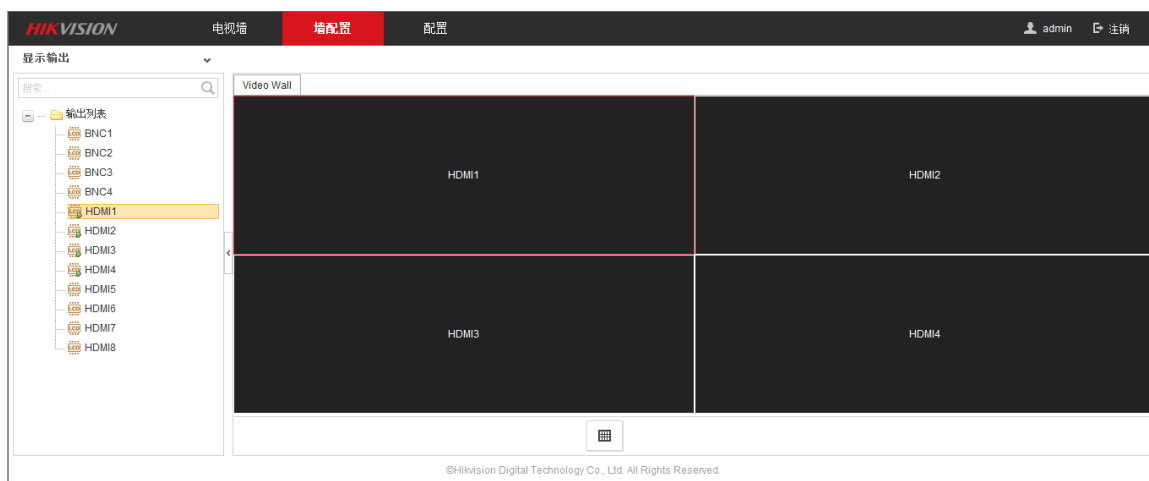 HIKVISION 电视墙 墙配置 配置 admin 注销
显示输出
搜索...
Video Wall
输出列表
BNC1
BNC2
BNC3
BNC4
HDMI1
HDMI2
HDMI3
HDMI4
HDMI5
HDMI6
HDMI7
HDMI8
HDMI1 HDMI2
HDMI3 HDMI4
©Hikvision Digital Technology Co., Ltd. All Rights Reserved.